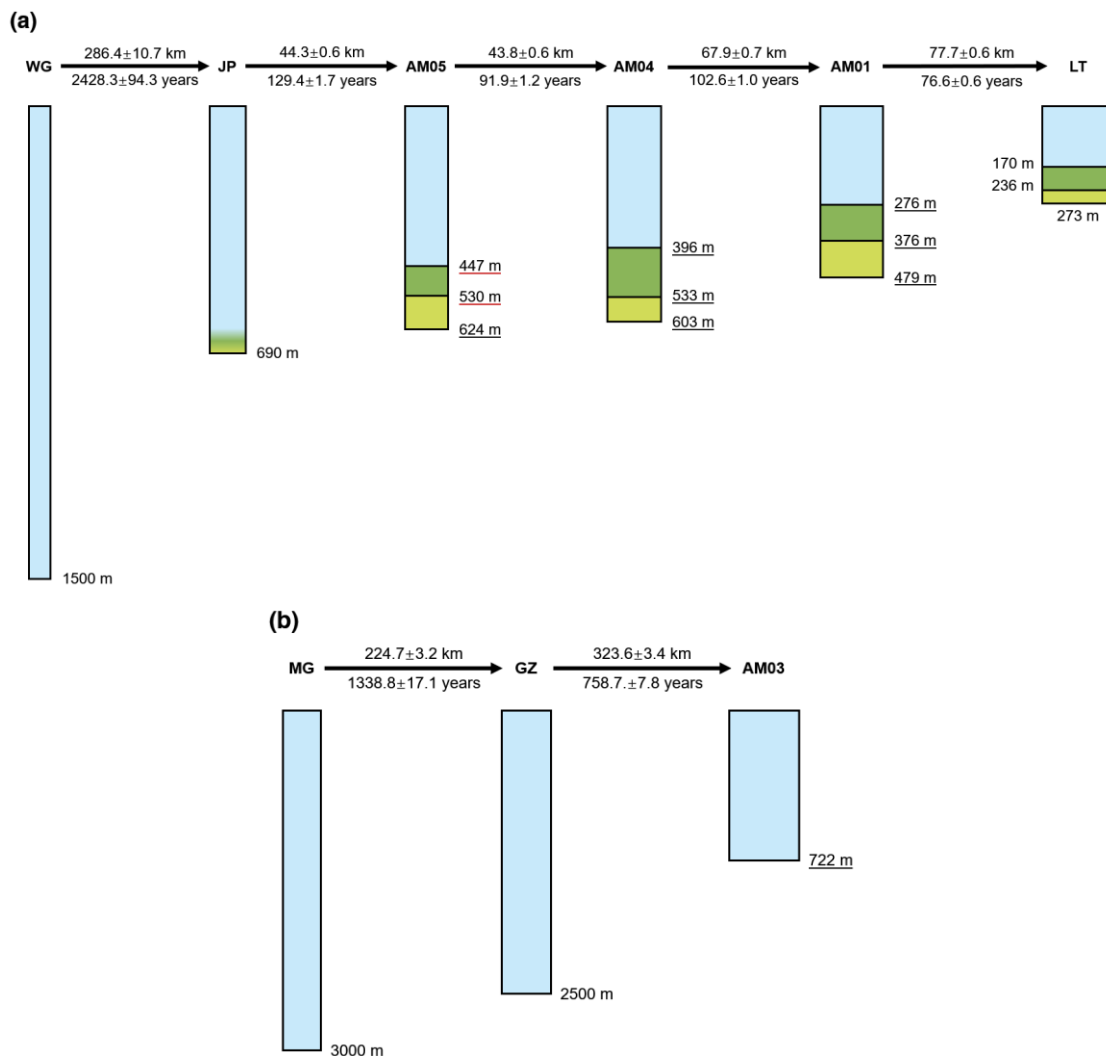 (a)
286.4±10.7 km 44.3±0.6 km 43.8±0.6 km 67.9±0.7 km 77.7±0.6 km
WG JP AM05 AM04 AM01 LT
2428.3±94.3 years 129.4±1.7 years 91.9±1.2 years 102.6±1.0 years 76.6±0.6 years
170 m
236 m
273 m
276 m
376 m
479 m
396 m
533 m
603 m
447 m
530 m
624 m
690 m
1500 m
(b)
224.7±3.2 km 323.6±3.4 km
MG GZ AM03
1338.8±17.1 years 758.7.±7.8 years
722 m
2500 m
3000 m